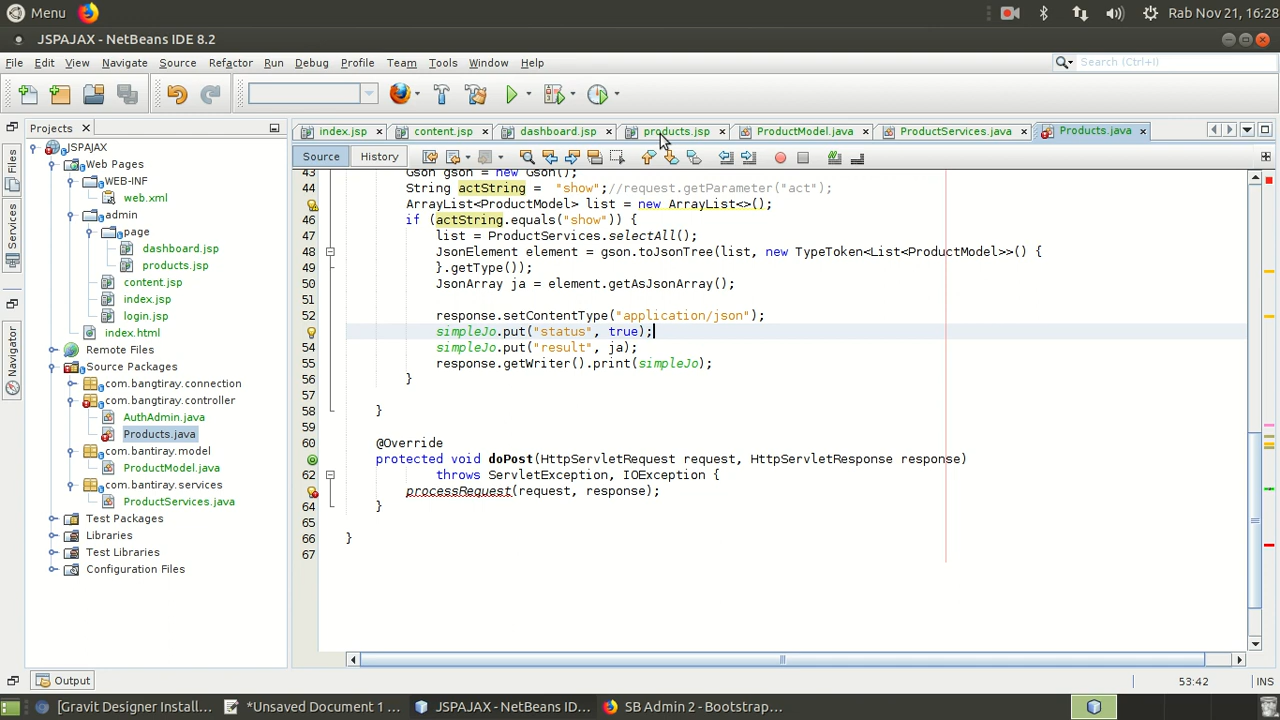 Menu
Rab Nov 21, 16:28
JSPAJAX - NetBeans IDE 8.2
File Edit View Navigate Source Refactor Run Debug Profile Team Tools Window Help
Search (Ctrl+I)
Projects
index.jsp content.jsp dashboard.jsp products.jsp ProductModel.java ProductServices.java Products.java
Source History
Files
Services
Navigator
JSPAJAX
Web Pages
WEB-INF
web.xml
admin
page
dashboard.jsp
products.jsp
content.jsp
index.jsp
login.jsp
index.html
Remote Files
Source Packages
com.bangtiray.connection
com.bangtiray.controller
AuthAdmin.java
Products.java
com.bantiray.model
ProductModel.java
com.bantiray.services
ProductServices.java
Test Packages
Libraries
Test Libraries
Configuration Files
43 Gson gson = new Gson();
44 String actString = "show";//request.getParameter("act");
ArrayList<ProductModel> list = new ArrayList<>();
46 if (actString.equals("show")) {
47 list = ProductServices.selectAll();
48 JsonElement element = gson.toJsonTree(list, new TypeToken<List<ProductModel>>() {
49 }.getType());
50 JsonArray ja = element.getAsJsonArray();
51
52 response.setContentType("application/json");
simpleJo.put("status", true);
54 simpleJo.put("result", ja);
55 response.getWriter().print(simpleJo);
56 }
57
58 }
59
60 @Override
protected void doPost(HttpServletRequest request, HttpServletResponse response)
62 throws ServletException, IOException {
processRequest(request, response);
64 }
65
66 }
67
Output
53:42 INS
[Gravit Designer Install... *Unsaved Document 1 ... JSPAJAX - NetBeans ID... SB Admin 2 - Bootstrap...